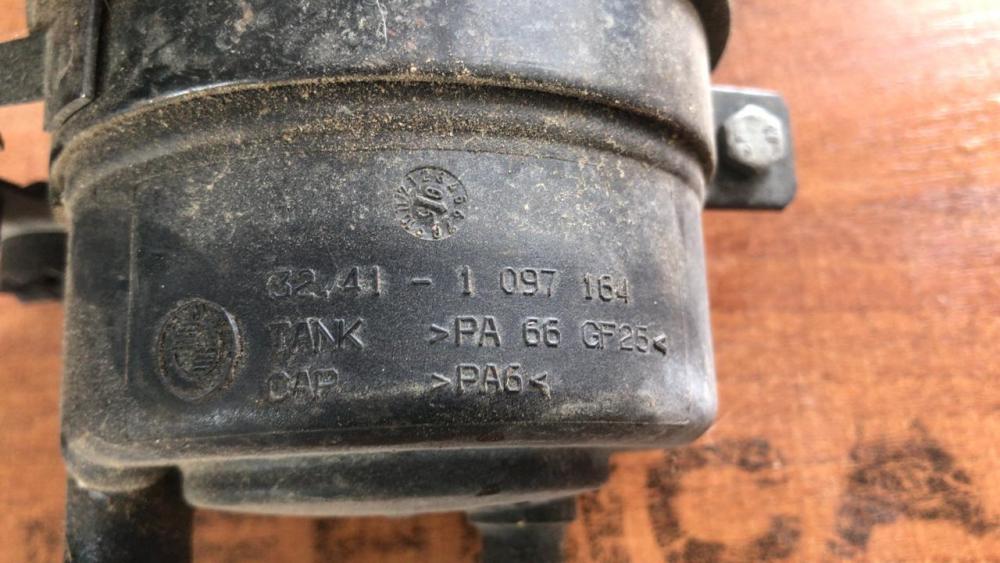 32.41 - 1 097 164
TANK >PA 66 GF25<
CAP >PA6<